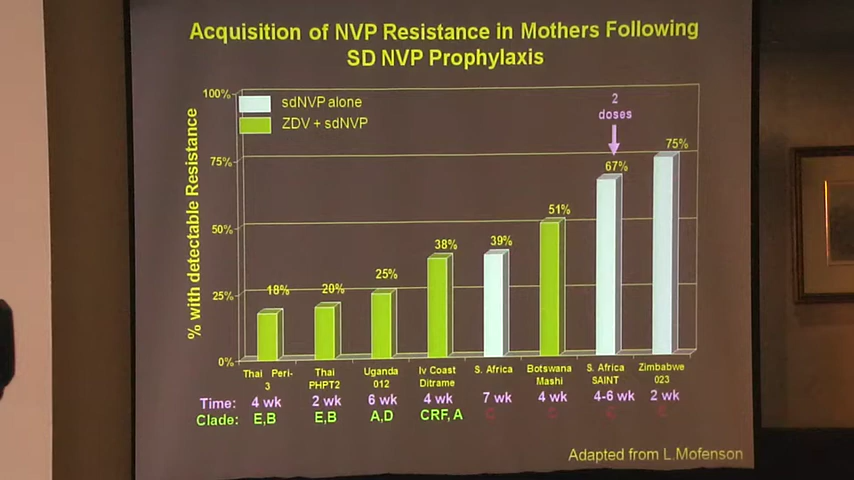 Acquisition of NVP Resistance in Mothers Following
SD NVP Prophylaxis
% with detectable Resistance
100%
75%
50%
25%
0%
sdNVP alone
ZDV + sdNVP
2
doses
18%
20%
25%
38%
39%
51%
67%
75%
Thai Peri-
3
Thai
PHPT2
Uganda
012
Iv Coast
Ditrame
S. Africa
Botswana
Mashi
S. Africa
SAINT
Zimbabwe
023
Time: 4 wk 2 wk 6 wk 4 wk 7 wk 4 wk 4-6 wk 2 wk
Clade: E,B E,B A,D CRF, A C C C C
Adapted from L.Mofenson